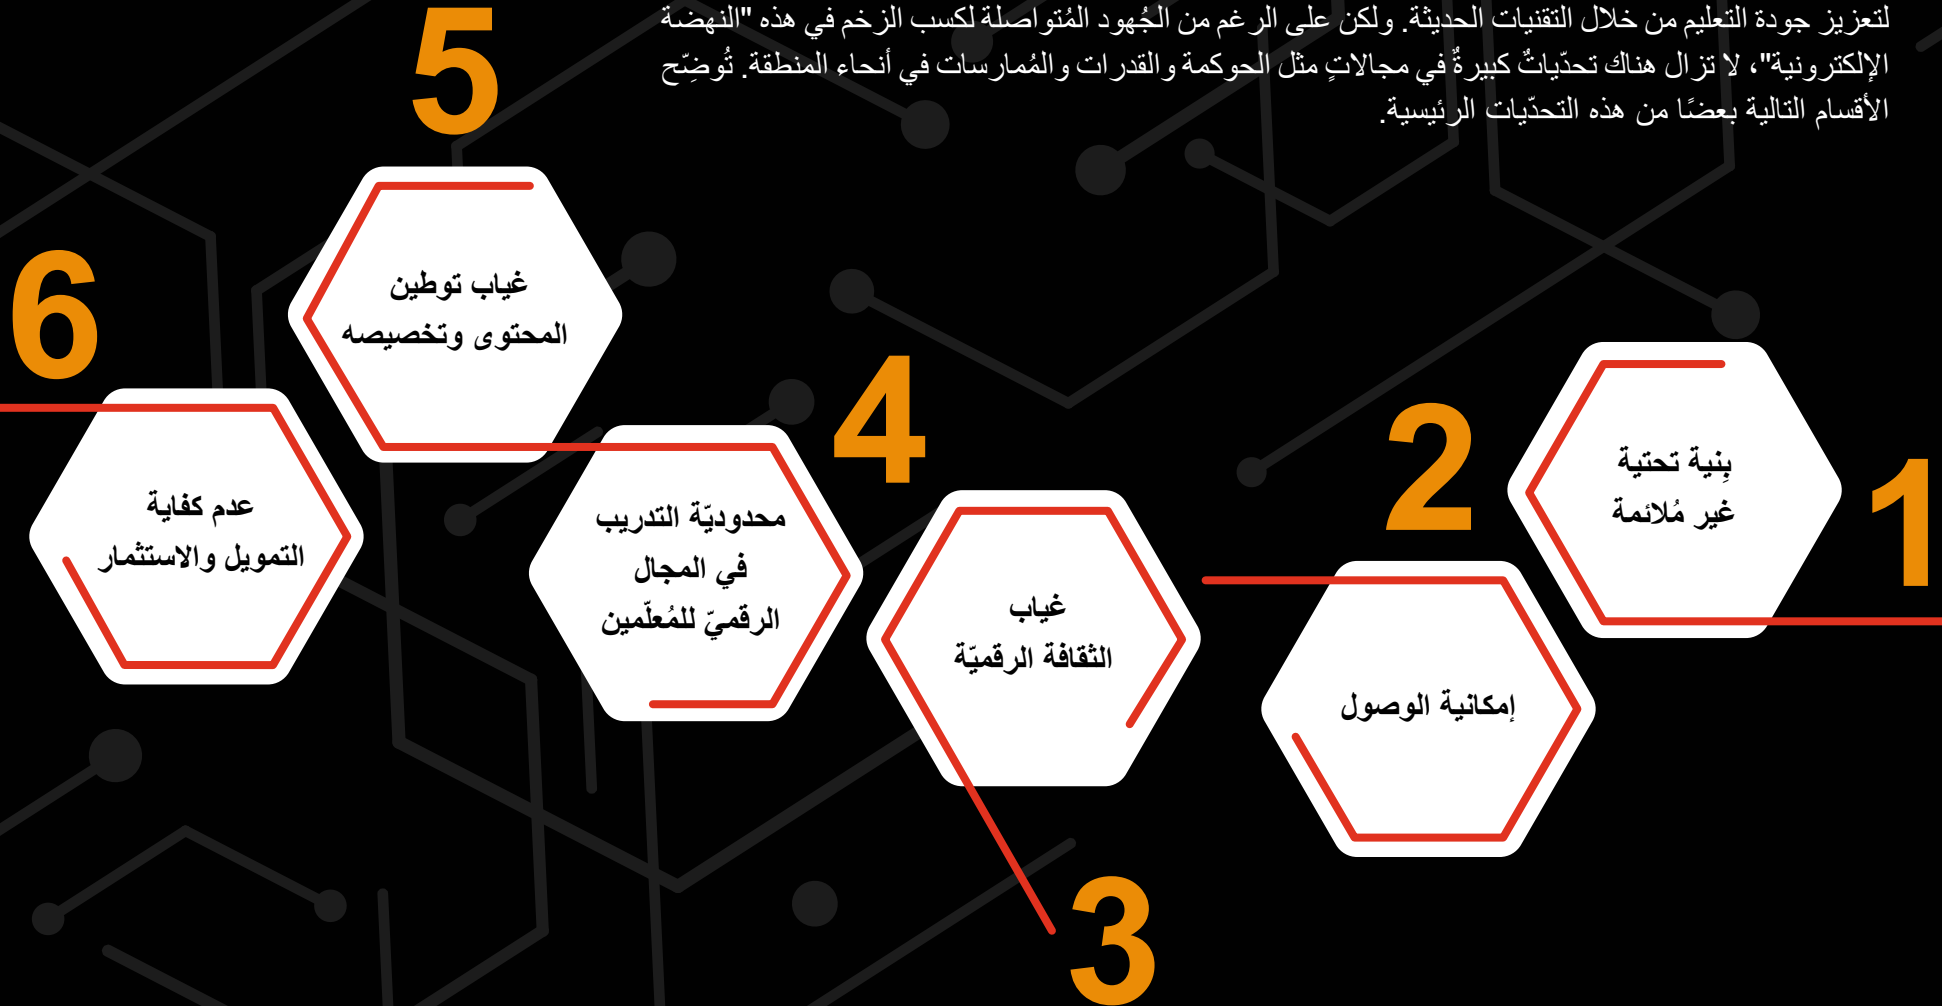 لتعزيز جودة التعليم من خلال التقنيات الحديثة. ولكن على الرغم من الجُهود المُتواصلة لكسب الزخم في هذه "النهضة
الإلكترونية"، لا تزال هناك تحدّياتٌ كبيرةٌ في مجالاتٍ مثل الحوكمة والقدرات والمُمارسات في أنحاء المنطقة. تُوضِّح
الأقسام التالية بعضًا من هذه التحدّيات الرئيسية.
1
بِنية تحتية
غير مُلائمة
2
إمكانية الوصول
3
غياب
الثقافة الرقميّة
4
محدوديّة التدريب
في المجال
الرقميّ للمُعلّمين
5
غياب توطين
المحتوى وتخصيصه
6
عدم كفاية
التمويل والاستثمار